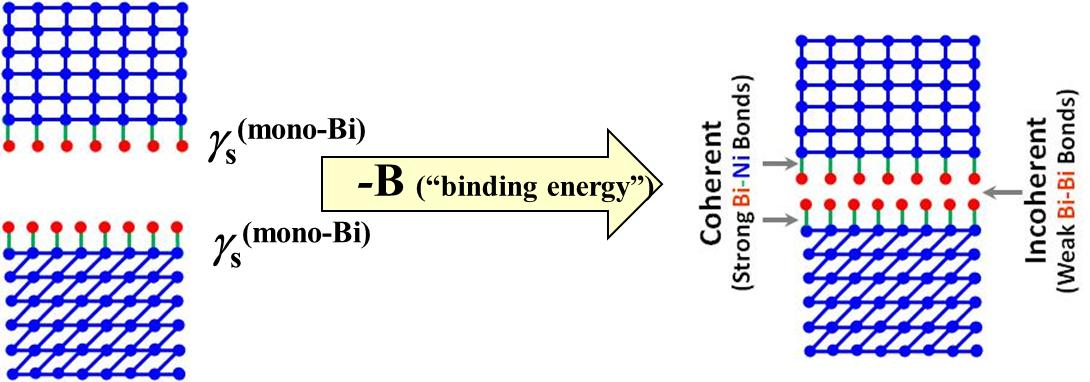 γs(mono-Bi)
-B (“binding energy”)
γs(mono-Bi)
Coherent
(Strong Bi-Ni Bonds)
Incoherent
(Weak Bi-Bi Bonds)